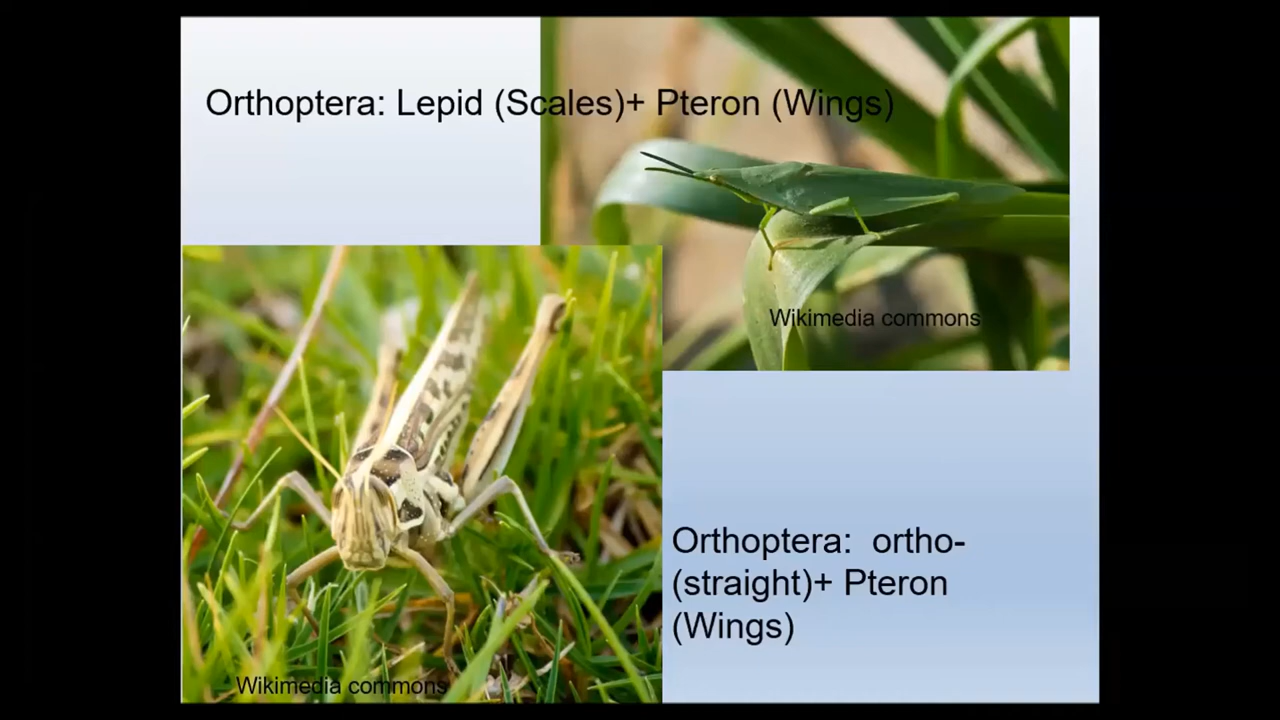 Orthoptera: Lepid (Scales)+ Pteron (Wings)
Wikimedia commons
Orthoptera:  ortho-
(straight)+ Pteron
(Wings)
Wikimedia commons